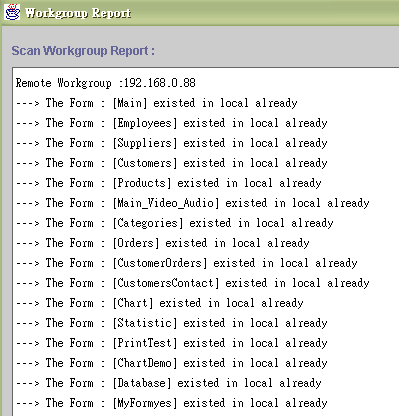 Workgroup Report
Scan Workgroup Report :
Remote Workgroup :192.168.0.88
---> The Form : [Main] existed in local already
---> The Form : [Employees] existed in local already
---> The Form : [Suppliers] existed in local already
---> The Form : [Customers] existed in local already
---> The Form : [Products] existed in local already
---> The Form : [Main_Video_Audio] existed in local already
---> The Form : [Categories] existed in local already
---> The Form : [Orders] existed in local already
---> The Form : [CustomerOrders] existed in local already
---> The Form : [CustomersContact] existed in local already
---> The Form : [Chart] existed in local already
---> The Form : [Statistic] existed in local already
---> The Form : [PrintTest] existed in local already
---> The Form : [ChartDemo] existed in local already
---> The Form : [Database] existed in local already
---> The Form : [MyFormyes] existed in local already